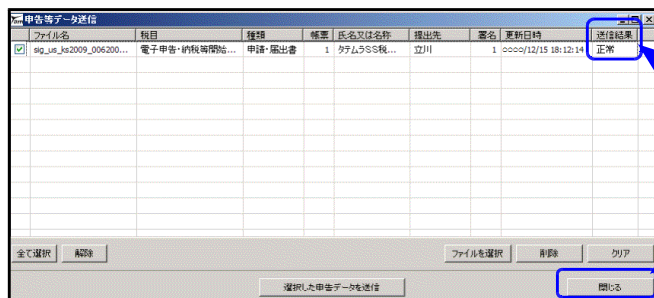 申告等データ送信
ファイル名 税目 種類 帳票 氏名又は名称 提出先 署名 更新日時 送信結果
sig_us_ks2009_006200... 電子申告・納税等開始... 申請・届出書 1 タテムラSS税... 立川 1 0000/12/15 18:12:14 正常
全て選択 解除 ファイルを選択 削除 クリア
選択した申告データを送信 閉じる